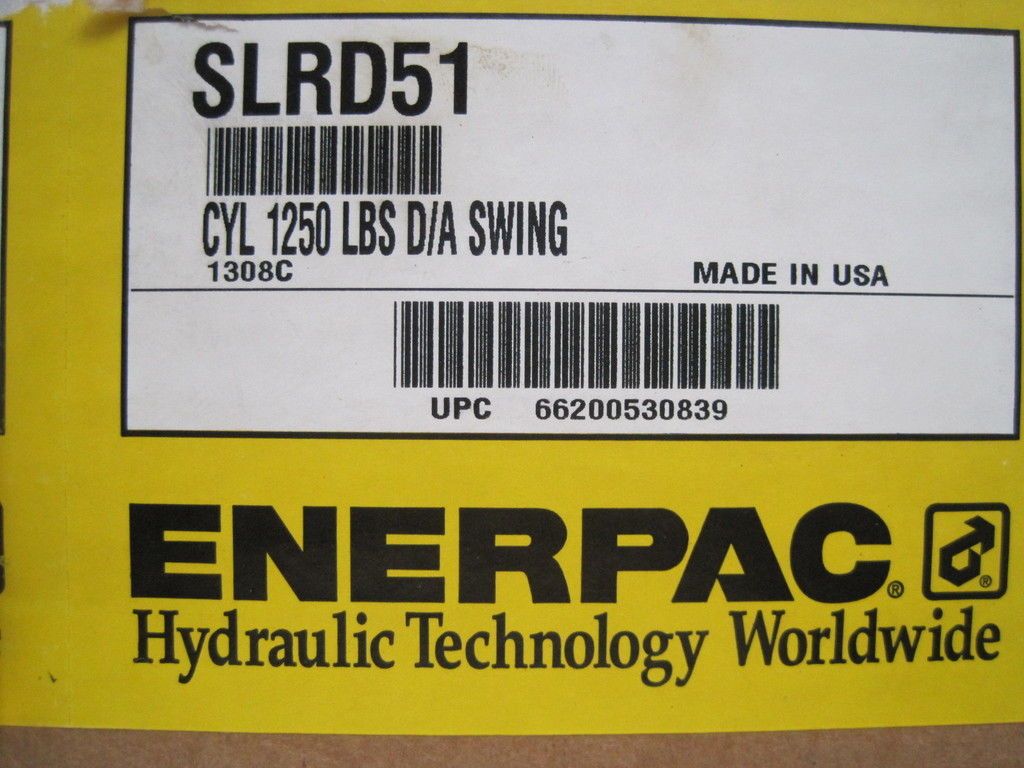 SLRD51
CYL 1250 LBS D/A SWING
1308C
MADE IN USA
UPC 66200530839
ENERPAC®
®
Hydraulic Technology Worldwide